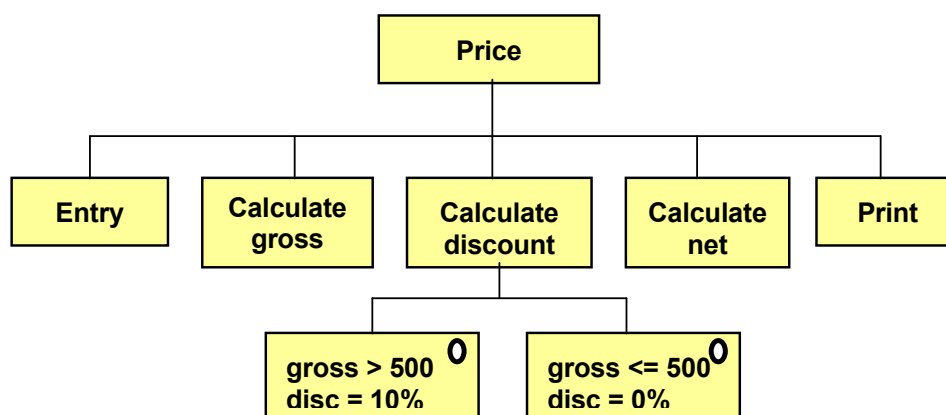 Price
Entry
Calculate
gross
Calculate
discount
Calculate
net
Print
gross > 500
disc = 10%
gross <= 500
disc = 0%